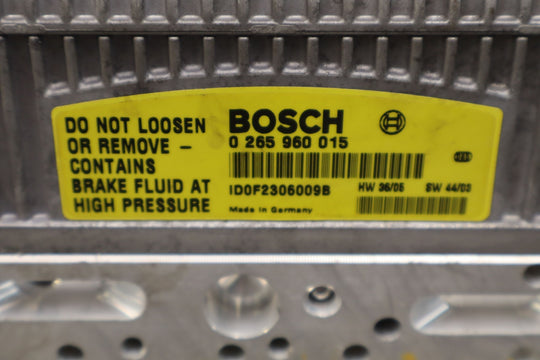 DO NOT LOOSEN
OR REMOVE –
CONTAINS
BRAKE FLUID AT
HIGH PRESSURE
BOSCH
0 265 960 015
ID0F2306009B
HW 36/05 SW 44/03
Made in Germany